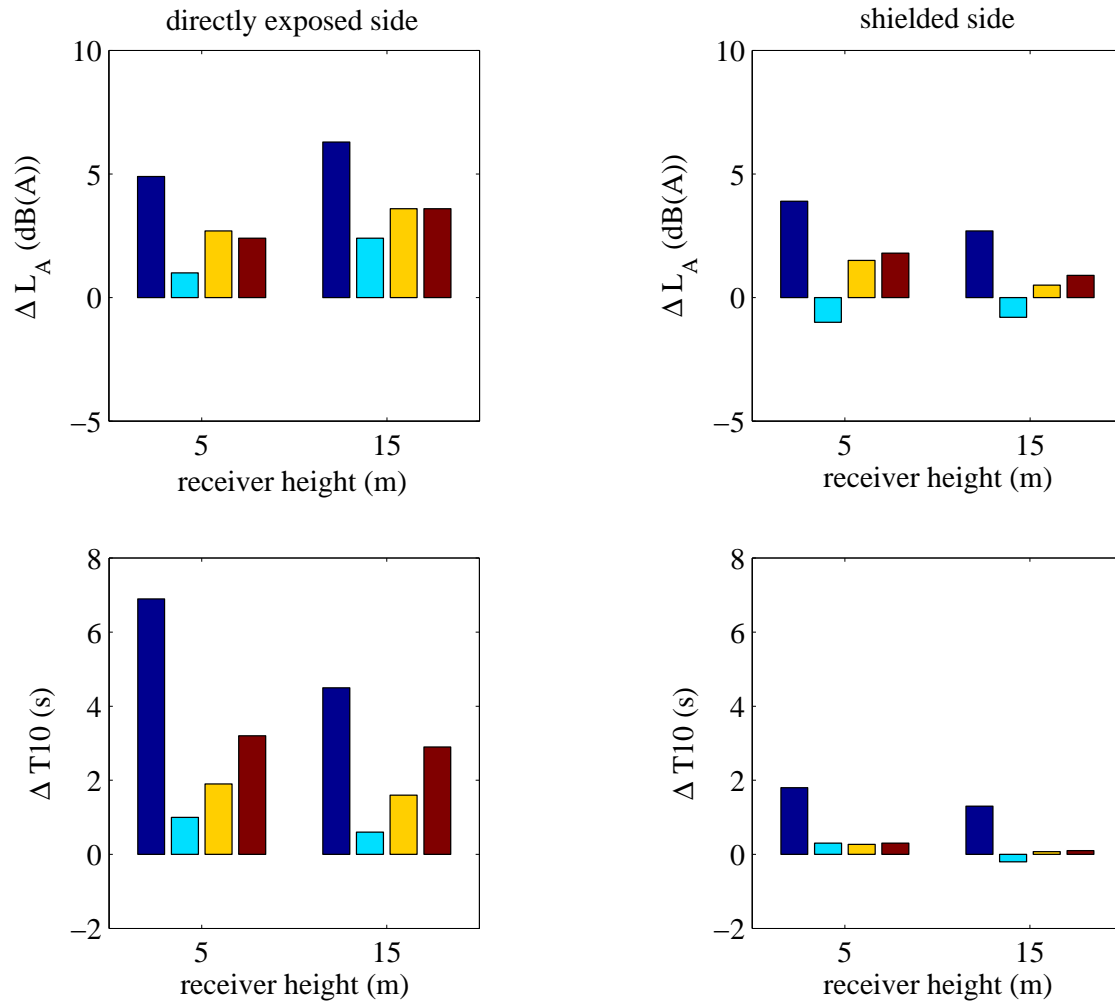 directly exposed side
10
5
0
−5
Δ L_A (dB(A))
5 15
receiver height (m)
shielded side
10
5
0
−5
Δ L_A (dB(A))
5 15
receiver height (m)
8
6
4
2
0
−2
Δ T10 (s)
5 15
receiver height (m)
8
6
4
2
0
−2
Δ T10 (s)
5 15
receiver height (m)